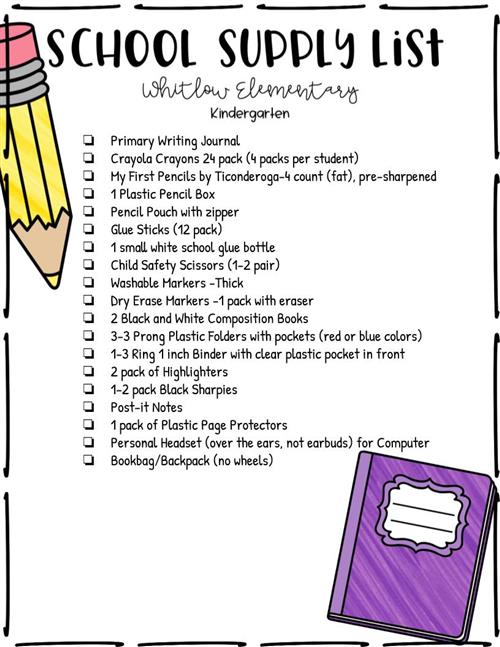 SCHOOL SUPPLY LIST
Whitlow Elementary
Kindergarten
Primary Writing Journal
Crayola Crayons 24 pack (4 packs per student)
My First Pencils by Ticonderoga-4 count (fat), pre-sharpened
1 Plastic Pencil Box
Pencil Pouch with zipper
Glue Sticks (12 pack)
1 small white school glue bottle
Child Safety Scissors (1-2 pair)
Washable Markers -Thick
Dry Erase Markers -1 pack with eraser
2 Black and White Composition Books
3-3 Prong Plastic Folders with pockets (red or blue colors)
1-3 Ring 1 inch Binder with clear plastic pocket in front
2 pack of Highlighters
1-2 pack Black Sharpies
Post-it Notes
1 pack of Plastic Page Protectors
Personal Headset (over the ears, not earbuds) for Computer
Bookbag/Backpack (no wheels)